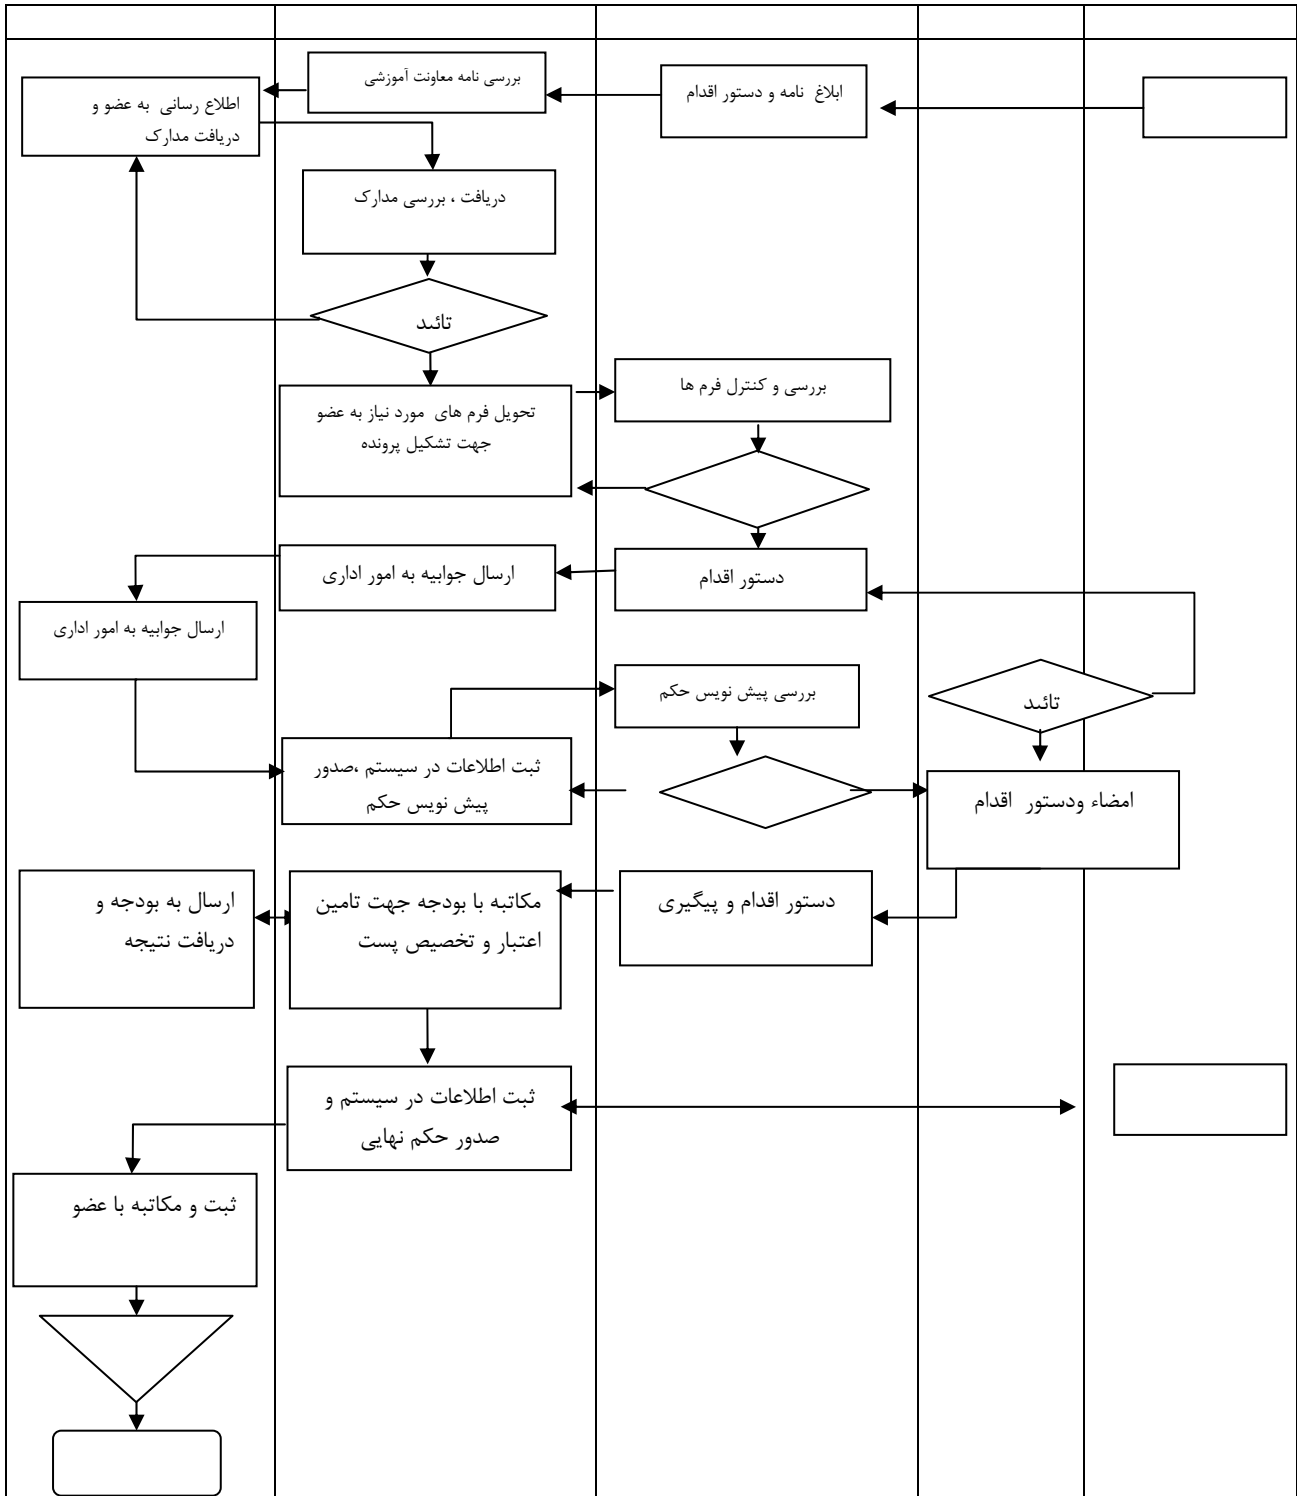 ابلاغ نامه و دستور اقدام
بررسی نامه معاونت آموزشی
اطلاع رسانی به عضو و
دریافت مدارک
دریافت ، بررسی مدارک
تائید
تحویل فرم های مورد نیاز به عضو
جهت تشکیل پرونده
بررسی و کنترل فرم ها
دستور اقدام
ارسال جوابیه به امور اداری
ارسال جوابیه به امور اداری
بررسی پیش نویس حکم
تائید
ثبت اطلاعات در سیستم ،صدور
پیش نویس حکم
امضاء ودستور اقدام
دستور اقدام و پیگیری
مکاتبه با بودجه جهت تامین
اعتبار و تخصیص پست
ارسال به بودجه و
دریافت نتیجه
ثبت اطلاعات در سیستم و
صدور حکم نهایی
ثبت و مکاتبه با عضو